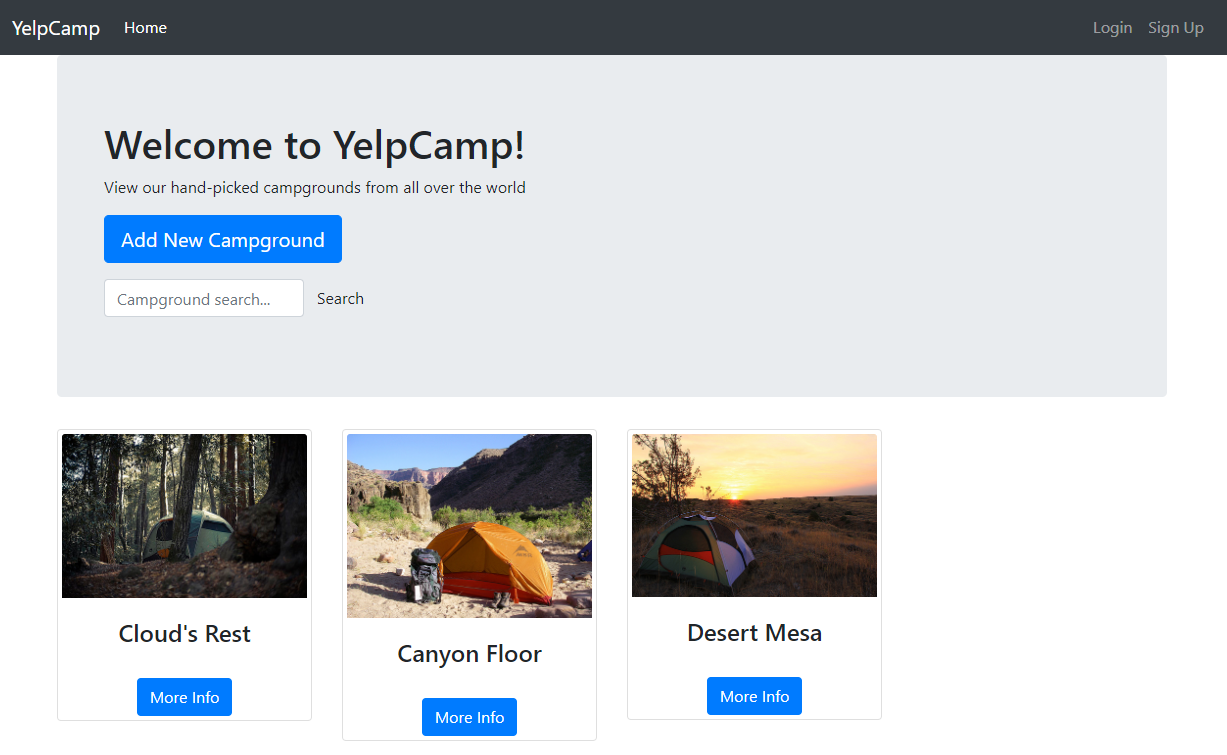 YelpCamp Home Login Sign Up
Welcome to YelpCamp!
View our hand-picked campgrounds from all over the world
Add New Campground
Campground search... Search
Cloud's Rest
More Info
Canyon Floor
More Info
Desert Mesa
More Info